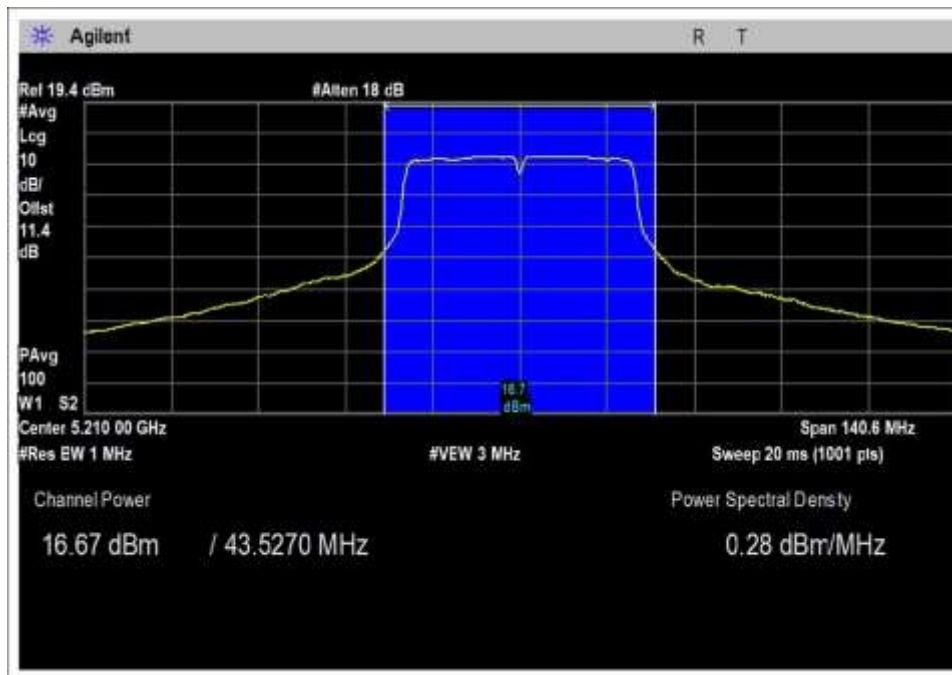 Agilent
R T
Ref 19.4 dBm #Atten 18 dB
#Avg
Log
10
dB/
Offst
11.4
dB
16.7
dBm
PAvg
100
W1 S2
Center 5.210 00 GHz Span 140.6 MHz
#Res BW 1 MHz #VBW 3 MHz Sweep 20 ms (1001 pts)
Channel Power Power Spectral Density
16.67 dBm / 43.5270 MHz 0.28 dBm/MHz